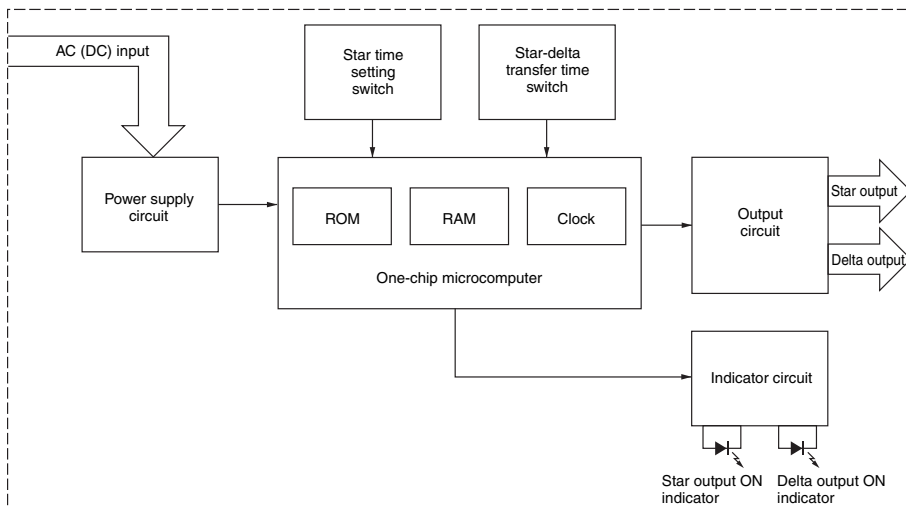 AC (DC) input
Star time
setting
switch
Star-delta
transfer time
switch
Power supply
circuit
ROM
RAM
Clock
One-chip microcomputer
Output
circuit
Star output
Delta output
Indicator circuit
Star output ON
indicator
Delta output ON
indicator